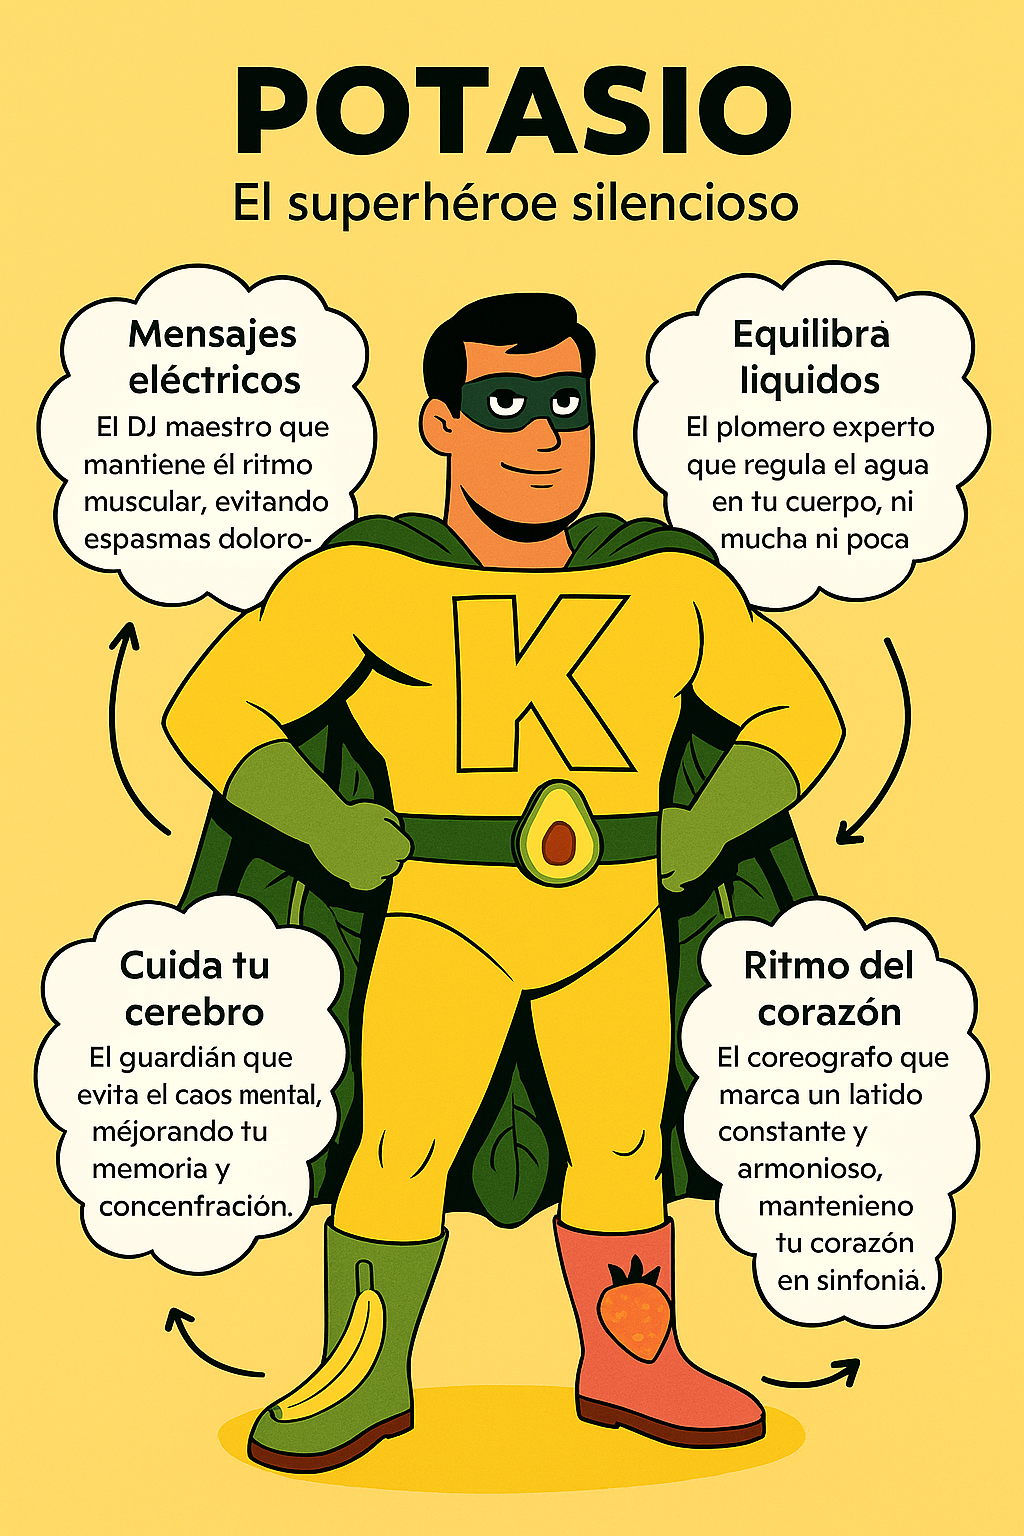 POTASIO
El superhéroe silencioso
Mensajes
eléctricos
El DJ maestro que
mantiene él ritmo
muscular, evitando
espasmas doloro-
Equilibrà
liquidos
El plomero experto
que regula el agua
en tu cuerpo, ni
mucha ni poca
K
Cuida tu
cerebro
El guardián que
evita el caos mental,
méjorando tu
memoria y
concenfración.
Ritmo del
corazón
El coreografo que
marca un latido
constante y
armonioso,
mantenieno
tu corazón
en sinfoniá.